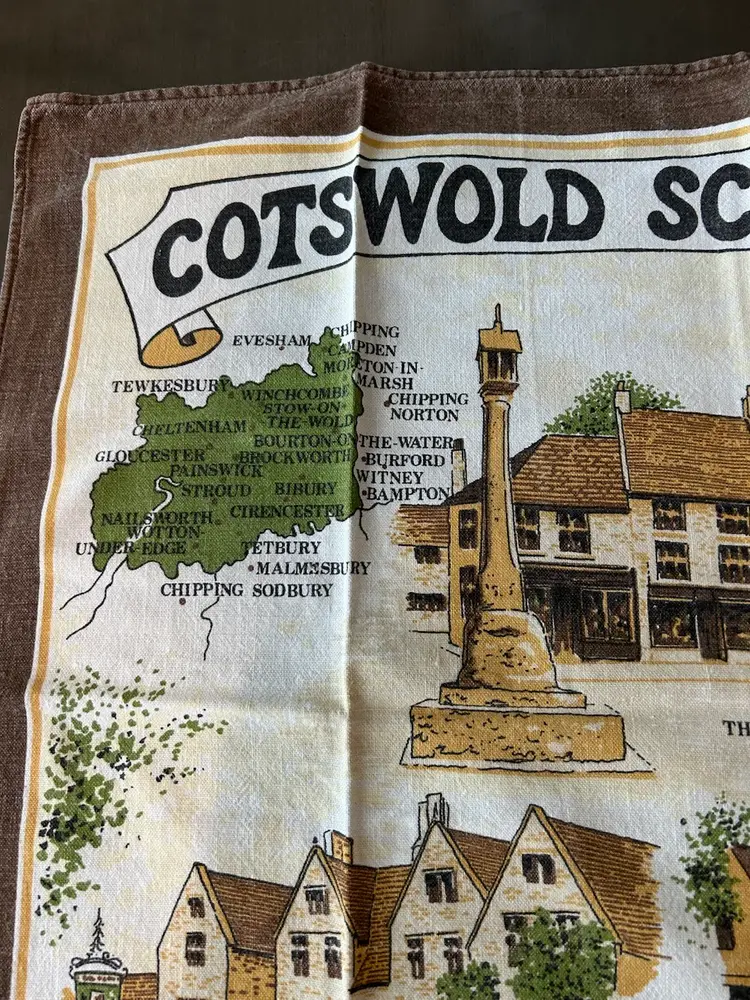 COTSWOLD SC
EVESHAM
CHIPPING
CAMPDEN
MORETON-IN-
MARSH
TEWKESBURY
WINCHCOMBE
CHIPPING
NORTON
STOW-ON-
THE-WOLD
CHELTENHAM
BOURTON-ON-THE-WATER
GLOUCESTER
BROCKWORTH
BURFORD
PAINSWICK
WITNEY
STROUD
BIBURY
BAMPTON
NAILSWORTH
CIRENCESTER
WOTTON-
UNDER-EDGE
TETBURY
MALMESBURY
CHIPPING SODBURY
TH